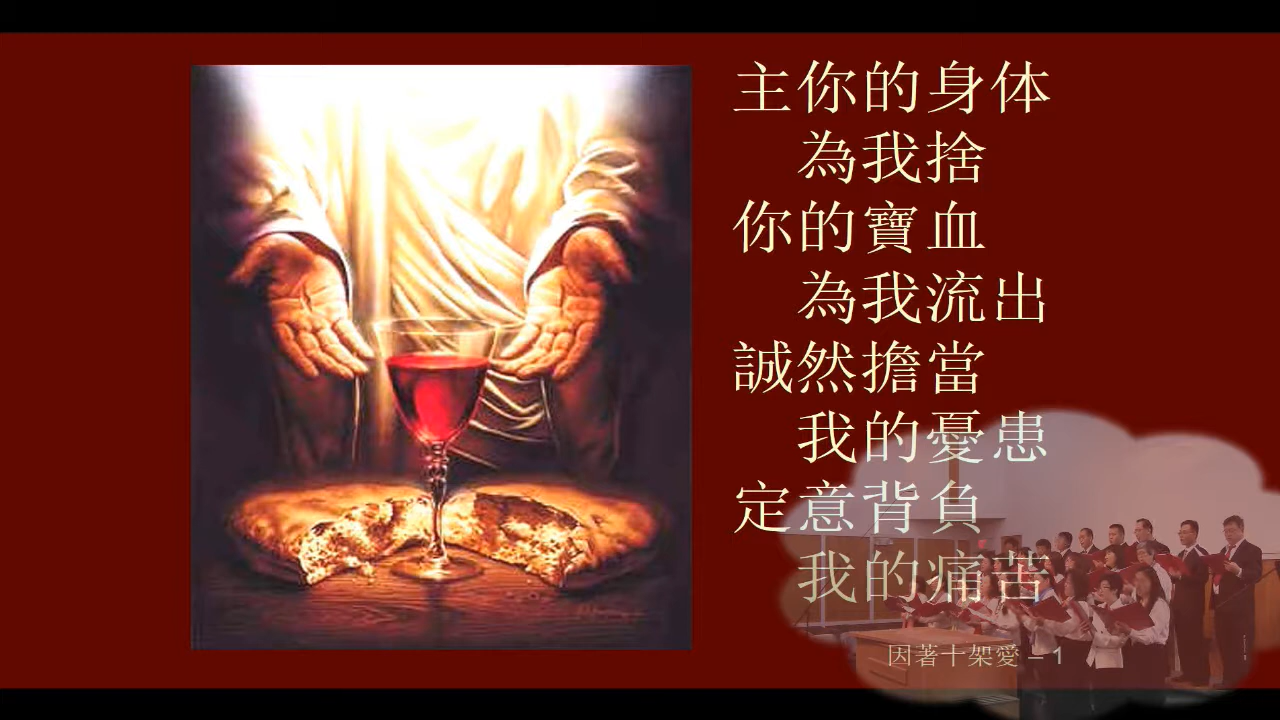 主你的身体
為我捨
你的寶血
為我流出
誠然擔當
我的憂患
定意背負
我的痛苦
因著十架愛 – 1